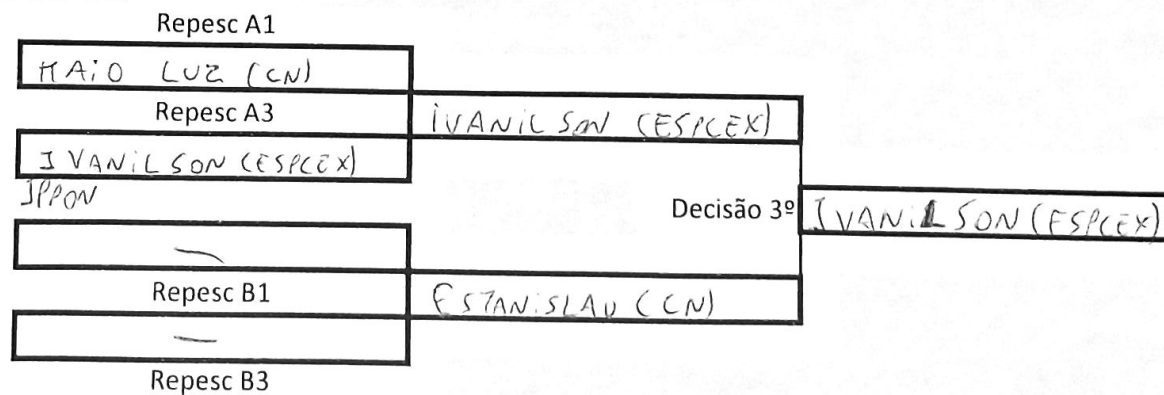 Repesc A1
MAIO LUZ (CN)
Repesc A3
IVANILSON (ESPCEX)
IVANILSON (ESPCEX)
IPPON
Decisão 3º
IVANILSON (ESPCEX)
—
Repesc B1
ESTANISLAU (CN)
—
Repesc B3